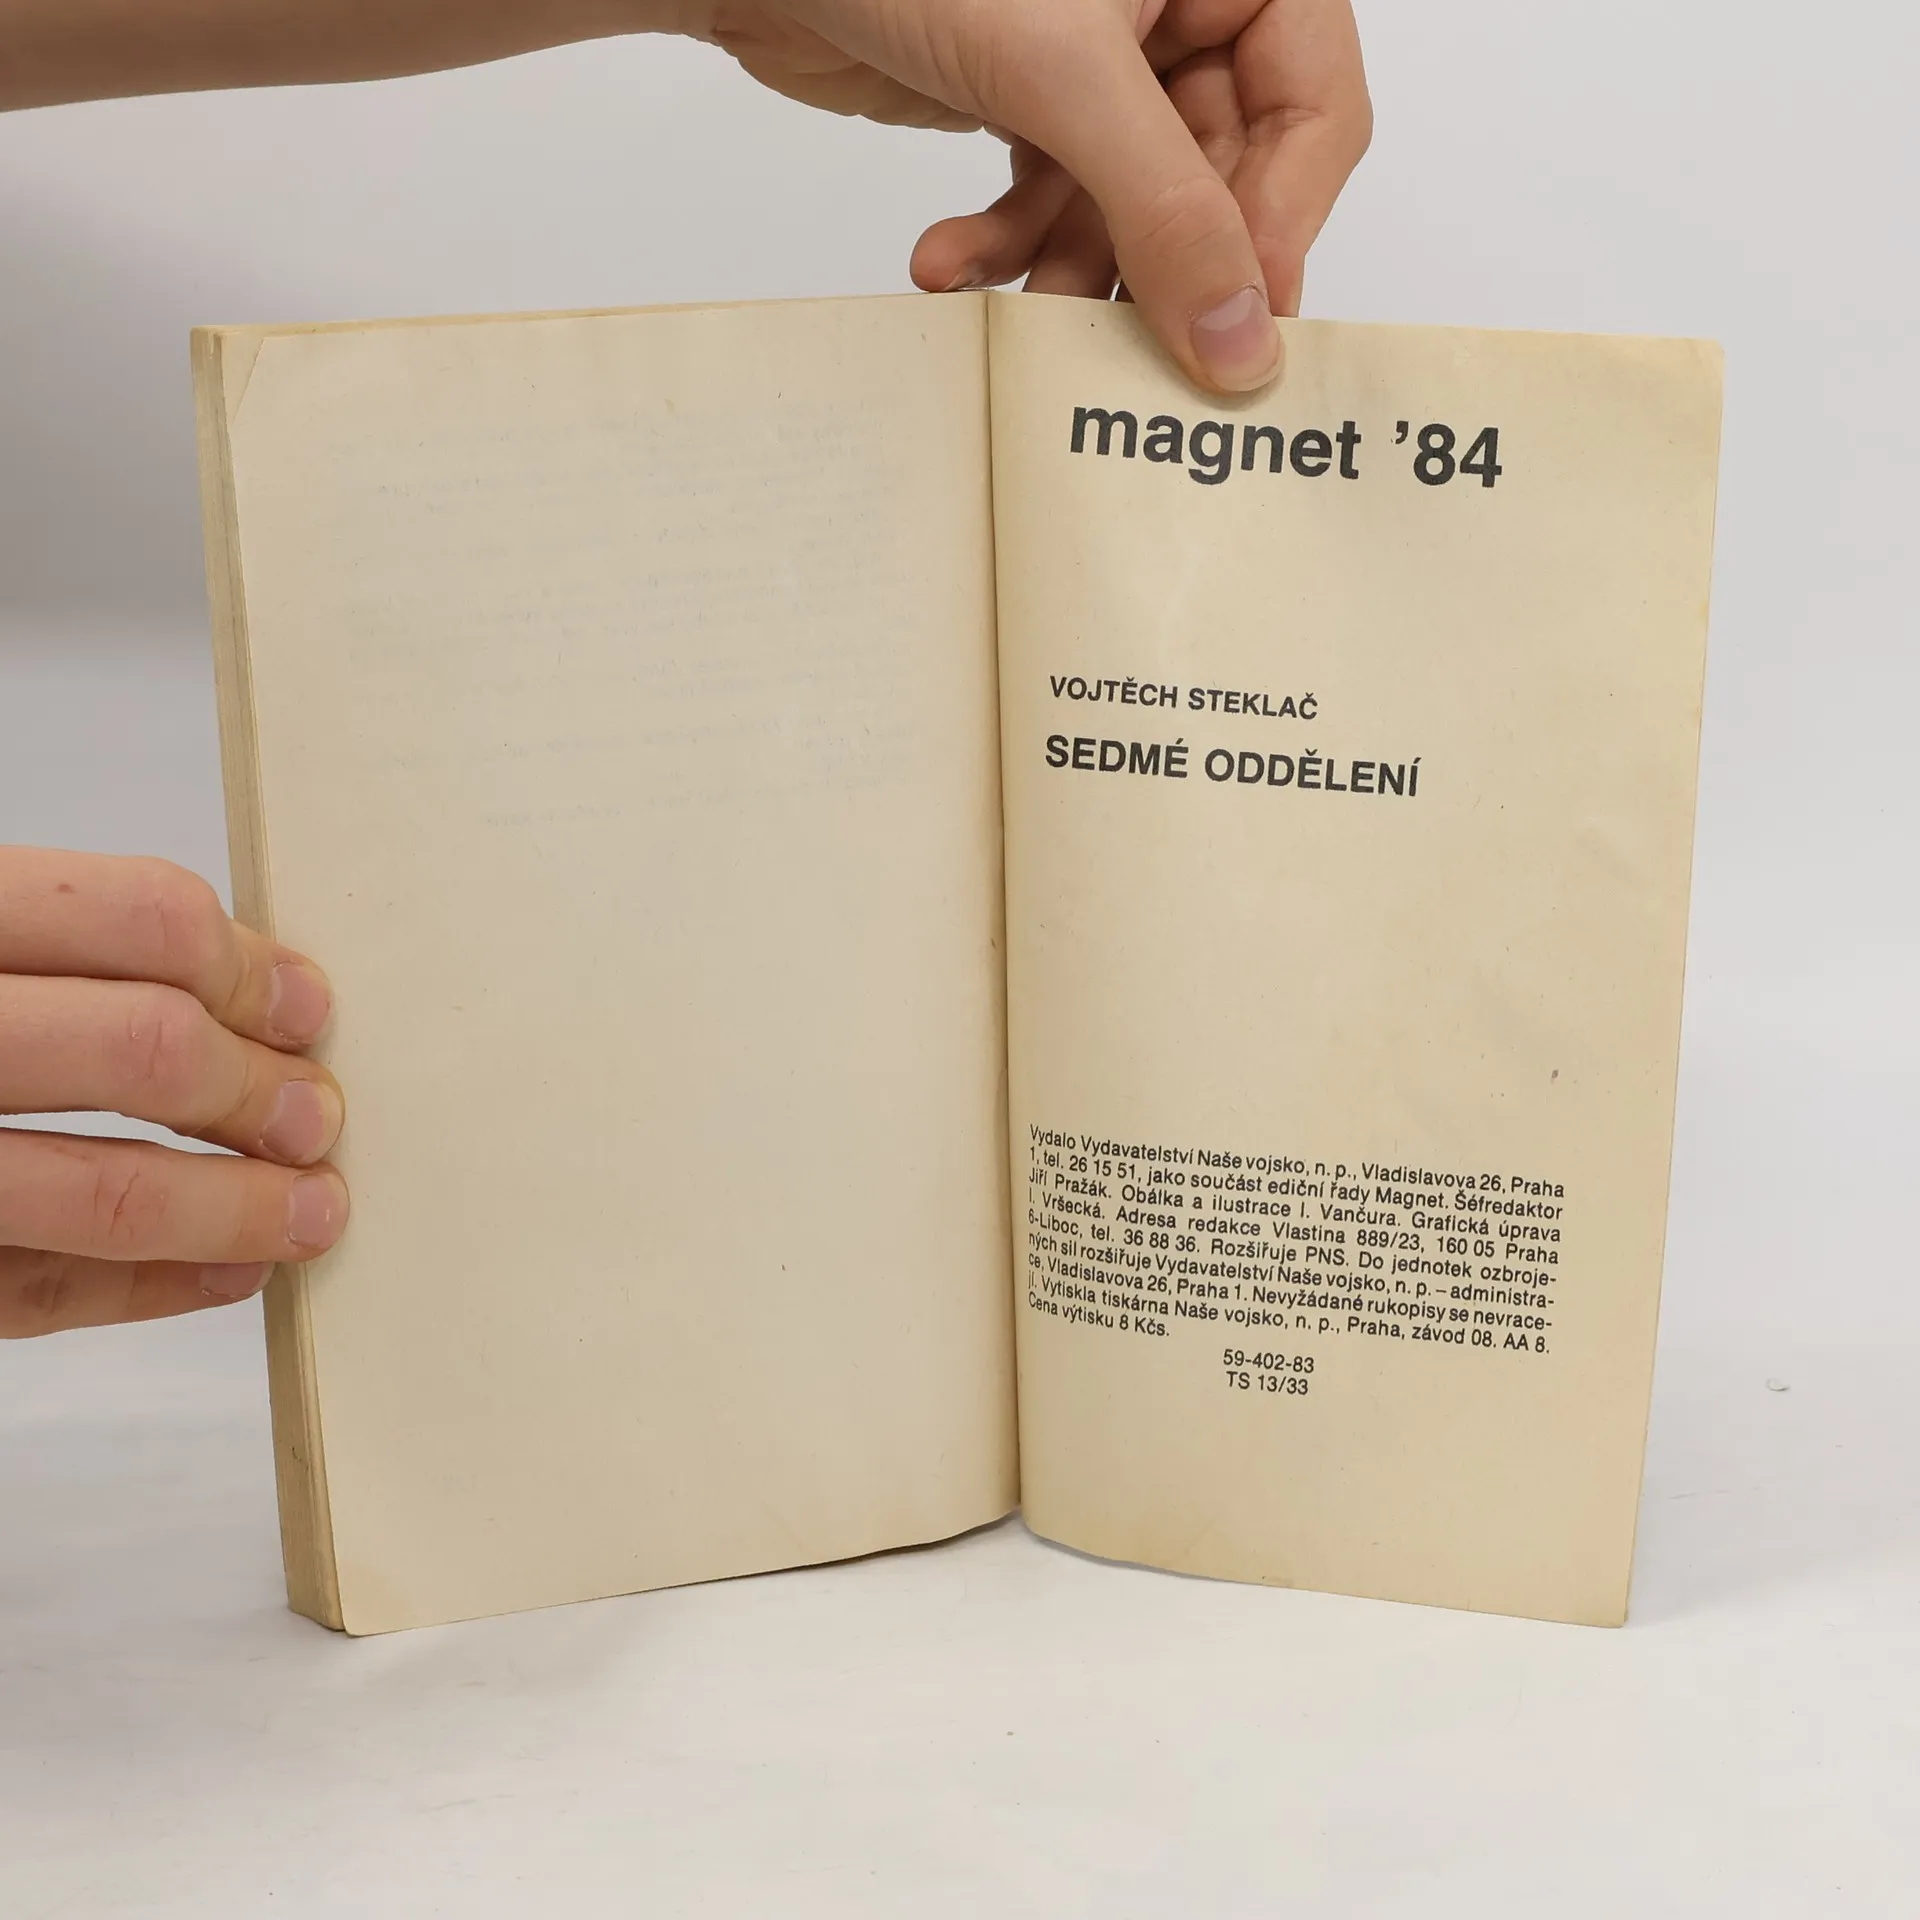 magnet ’84
VOJTĚCH STEKLAČ
SEDMÉ ODDĚLENÍ
Vydalo Vydavatelství Naše vojsko, n. p., Vladislavova 26, Praha
1, tel. 26 15 51, jako součást ediční řady Magnet. Šéfredaktor
Jiří Pražák. Obálka a ilustrace I. Vančura. Grafická úprava
I. Vršecká. Adresa redakce Vlastina 889/23, 160 05 Praha
6-Liboc, tel. 36 88 36. Rozšiřuje PNS. Do jednotek ozbroje-
ných sil rozšiřuje Vydavatelství Naše vojsko, n. p. – administra-
ce, Vladislavova 26, Praha 1. Nevyžádané rukopisy se nevrace-
jí. Vytiskla tiskárna Naše vojsko, n. p., Praha, závod 08. AA 8.
Cena výtisku 8 Kčs.
59-402-83
TS 13/33